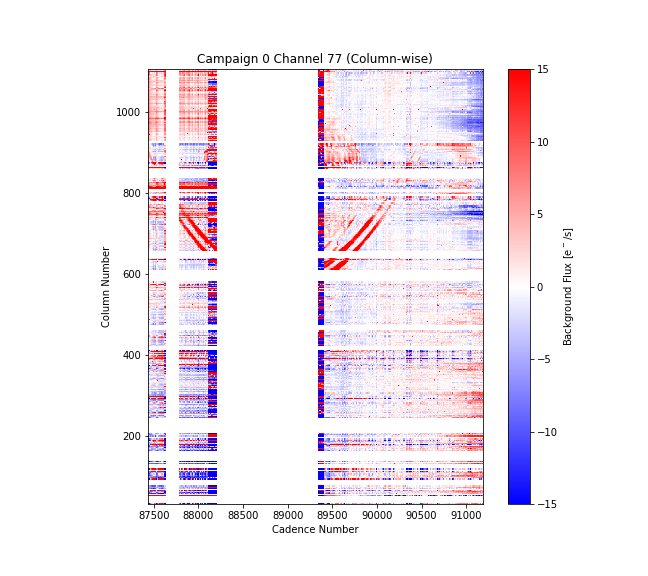 Campaign 0 Channel 77 (Column-wise)
Column Number
1000
800
600
400
200
87500 88000 88500 89000 89500 90000 90500 91000
Cadence Number
15
10
5
0
−5
−10
−15
Background Flux [e⁻/s]